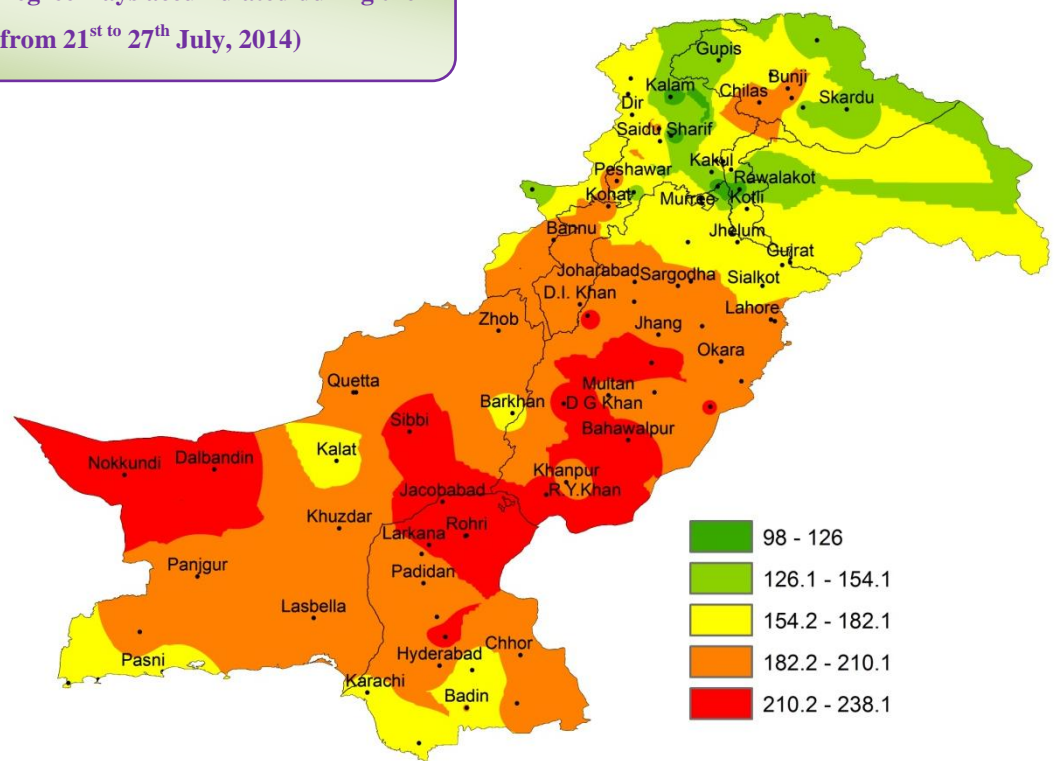 from 21st to 27th July, 2014)
Gupis
Bunji
Kalam
Chilas
Skardu
Dir
Saidu Sharif
Kakul
Peshawar
Rawalakot
Kohat
Murree
Kotli
Bannu
Jhelum
Gujrat
Joharabad
Sargodha
Sialkot
D.I. Khan
Lahore
Zhob
Jhang
Okara
Quetta
Multan
Barkhan
D G Khan
Sibbi
Bahawalpur
Kalat
Nokkundi
Dalbandin
Khanpur
R.Y.Khan
Jacobabad
Khuzdar
Rohri
Larkana
Panjgur
Padidan
Lasbella
Chhor
Hyderabad
Pasni
Karachi
Badin
98 - 126
126.1 - 154.1
154.2 - 182.1
182.2 - 210.1
210.2 - 238.1